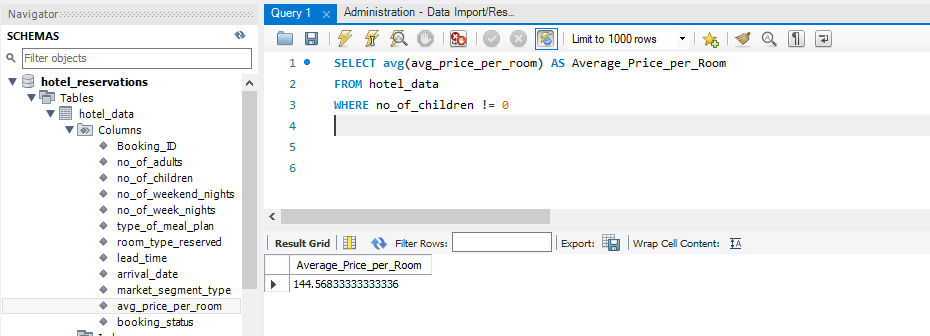 Navigator
SCHEMAS
Filter objects
hotel_reservations
Tables
hotel_data
Columns
Booking_ID
no_of_adults
no_of_children
no_of_weekend_nights
no_of_week_nights
type_of_meal_plan
room_type_reserved
lead_time
arrival_date
market_segment_type
avg_price_per_room
booking_status
Query 1
Administration - Data Import/Res...
Limit to 1000 rows
1 SELECT avg(avg_price_per_room) AS Average_Price_per_Room
2 FROM hotel_data
3 WHERE no_of_children != 0
4
5
6
Result Grid
Filter Rows:
Export:
Wrap Cell Content:
Average_Price_per_Room
144.56833333333336